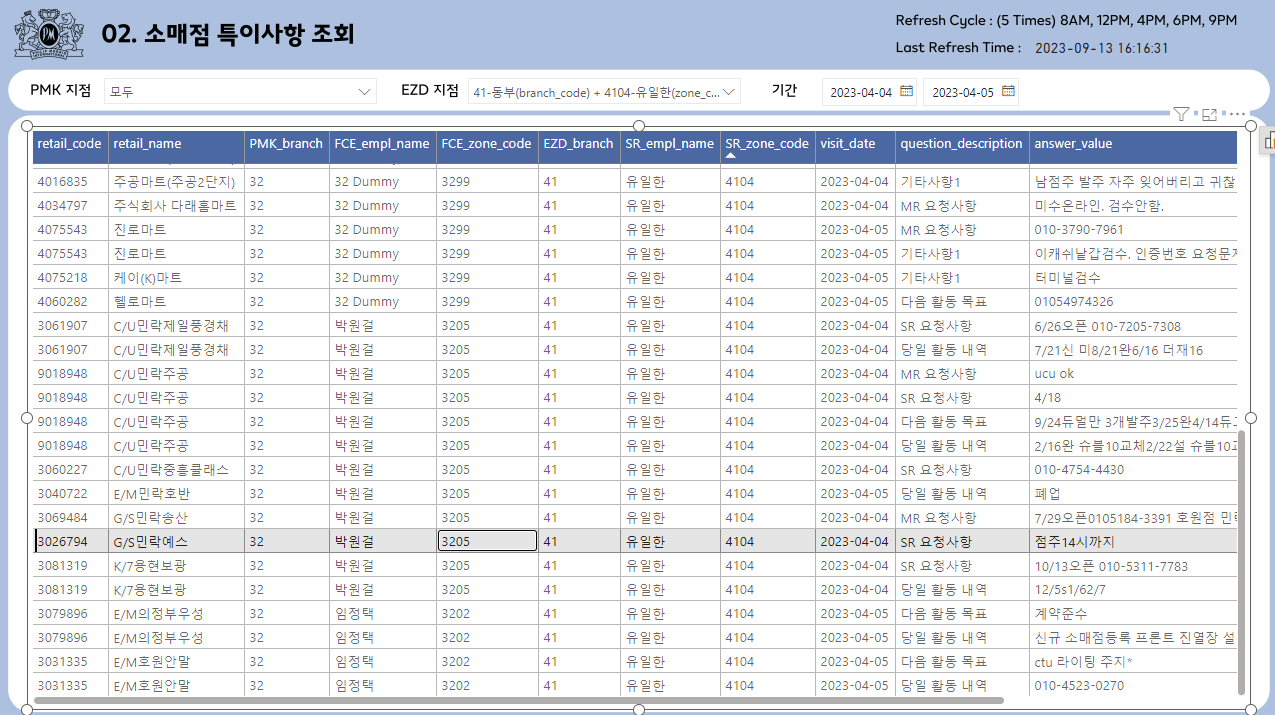 02. 소매점 특이사항 조회
Refresh Cycle : (5 Times) 8AM, 12PM, 4PM, 6PM, 9PM
Last Refresh Time : 2023-09-13 16:16:31
PMK 지점 모두 EZD 지점 41-동부(branch_code) + 4104-유일한(zone_c... 기간 2023-04-04 2023-04-05
retail_code retail_name PMK_branch FCE_empl_name FCE_zone_code EZD_branch SR_empl_name SR_zone_code visit_date question_description answer_value
4016835 주공마트(주공2단지) 32 32 Dummy 3299 41 유일한 4104 2023-04-04 기타사항1 남점주 발주 자주 잊어버리고 귀찮
4034797 주식회사 다래홈마트 32 32 Dummy 3299 41 유일한 4104 2023-04-04 MR 요청사항 미수온라인. 검수안함.
4075543 진로마트 32 32 Dummy 3299 41 유일한 4104 2023-04-05 MR 요청사항 010-3790-7961
4075543 진로마트 32 32 Dummy 3299 41 유일한 4104 2023-04-05 기타사항1 이캐쉬낱갑검수. 인증번호 요청문자
4075218 케이(K)마트 32 32 Dummy 3299 41 유일한 4104 2023-04-05 기타사항1 터미널검수
4060282 헬로마트 32 32 Dummy 3299 41 유일한 4104 2023-04-05 다음 활동 목표 01054974326
3061907 C/U민락제일풍경채 32 박원걸 3205 41 유일한 4104 2023-04-04 SR 요청사항 6/26오픈 010-7205-7308
3061907 C/U민락제일풍경채 32 박원걸 3205 41 유일한 4104 2023-04-04 당일 활동 내역 7/21신 미8/21완6/16 더재16
9018948 C/U민락주공 32 박원걸 3205 41 유일한 4104 2023-04-04 MR 요청사항 ucu ok
9018948 C/U민락주공 32 박원걸 3205 41 유일한 4104 2023-04-04 SR 요청사항 4/18
9018948 C/U민락주공 32 박원걸 3205 41 유일한 4104 2023-04-04 다음 활동 목표 9/24듀멀만 3개발주3/25완4/14듀
9018948 C/U민락주공 32 박원걸 3205 41 유일한 4104 2023-04-04 당일 활동 내역 2/16완 슈블10교체2/22설 슈블10교
3060227 C/U민락중흥클래스 32 박원걸 3205 41 유일한 4104 2023-04-04 SR 요청사항 010-4754-4430
3040722 E/M민락호반 32 박원걸 3205 41 유일한 4104 2023-04-04 당일 활동 내역 폐업
3069484 G/S민락송산 32 박원걸 3205 41 유일한 4104 2023-04-04 MR 요청사항 7/29오픈0105184-3391 호원점 민락
3026794 G/S민락예스 32 박원걸 3205 41 유일한 4104 2023-04-04 SR 요청사항 점주14시까지
3081319 K/7용현보광 32 박원걸 3205 41 유일한 4104 2023-04-04 SR 요청사항 10/13오픈 010-5311-7783
3081319 K/7용현보광 32 박원걸 3205 41 유일한 4104 2023-04-04 당일 활동 내역 12/5s1/62/7
3079896 E/M의정부우성 32 임정택 3202 41 유일한 4104 2023-04-05 다음 활동 목표 계약준수
3079896 E/M의정부우성 32 임정택 3202 41 유일한 4104 2023-04-05 당일 활동 내역 신규 소매점등록 프론트 진열장 설
3031335 E/M호원안말 32 임정택 3202 41 유일한 4104 2023-04-05 다음 활동 목표 ctu 라이팅 주지*
3031335 E/M호원안말 32 임정택 3202 41 유일한 4104 2023-04-05 당일 활동 내역 010-4523-0270